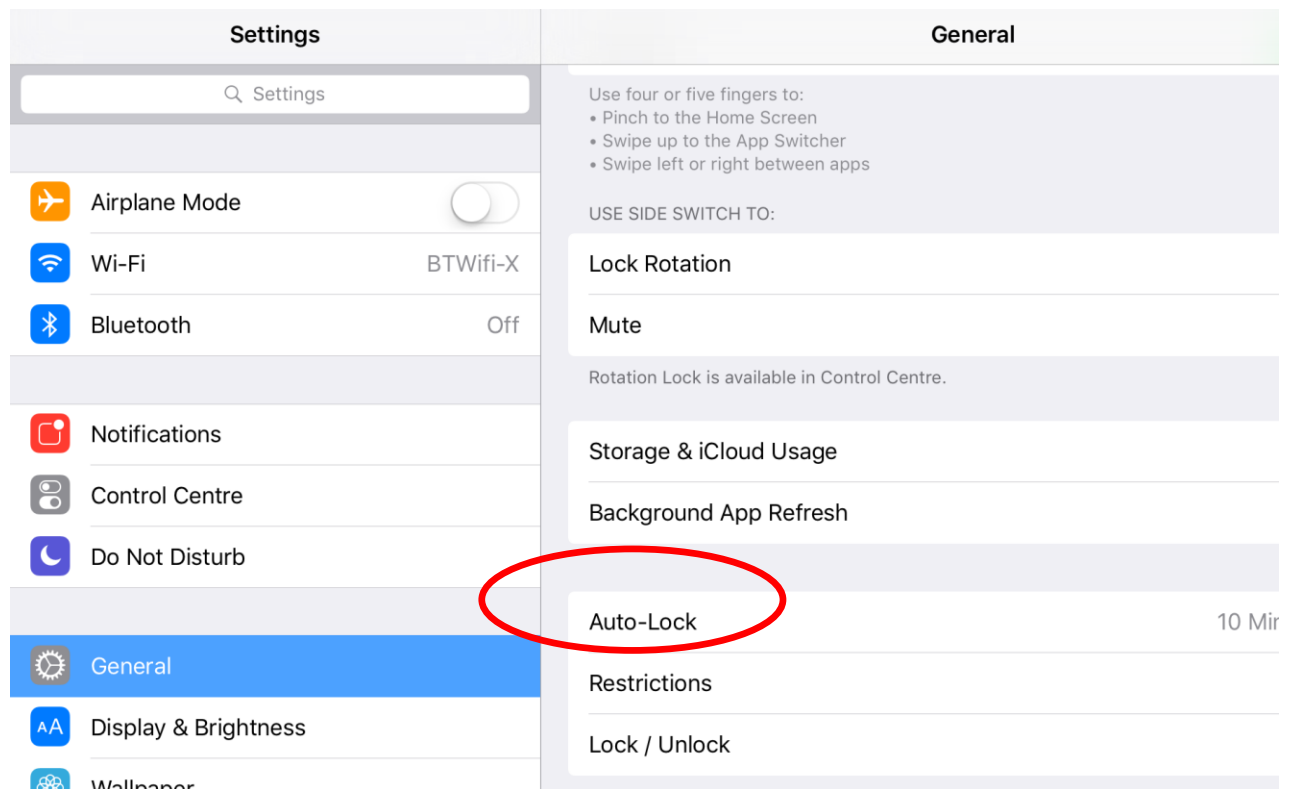 Settings
Settings
Airplane Mode
Wi-Fi BTWifi-X
Bluetooth Off
Notifications
Control Centre
Do Not Disturb
General
AA Display & Brightness
Wallpaper
General
Use four or five fingers to:
• Pinch to the Home Screen
• Swipe up to the App Switcher
• Swipe left or right between apps
USE SIDE SWITCH TO:
Lock Rotation
Mute
Rotation Lock is available in Control Centre.
Storage & iCloud Usage
Background App Refresh
Auto-Lock 10 Min
Restrictions
Lock / Unlock